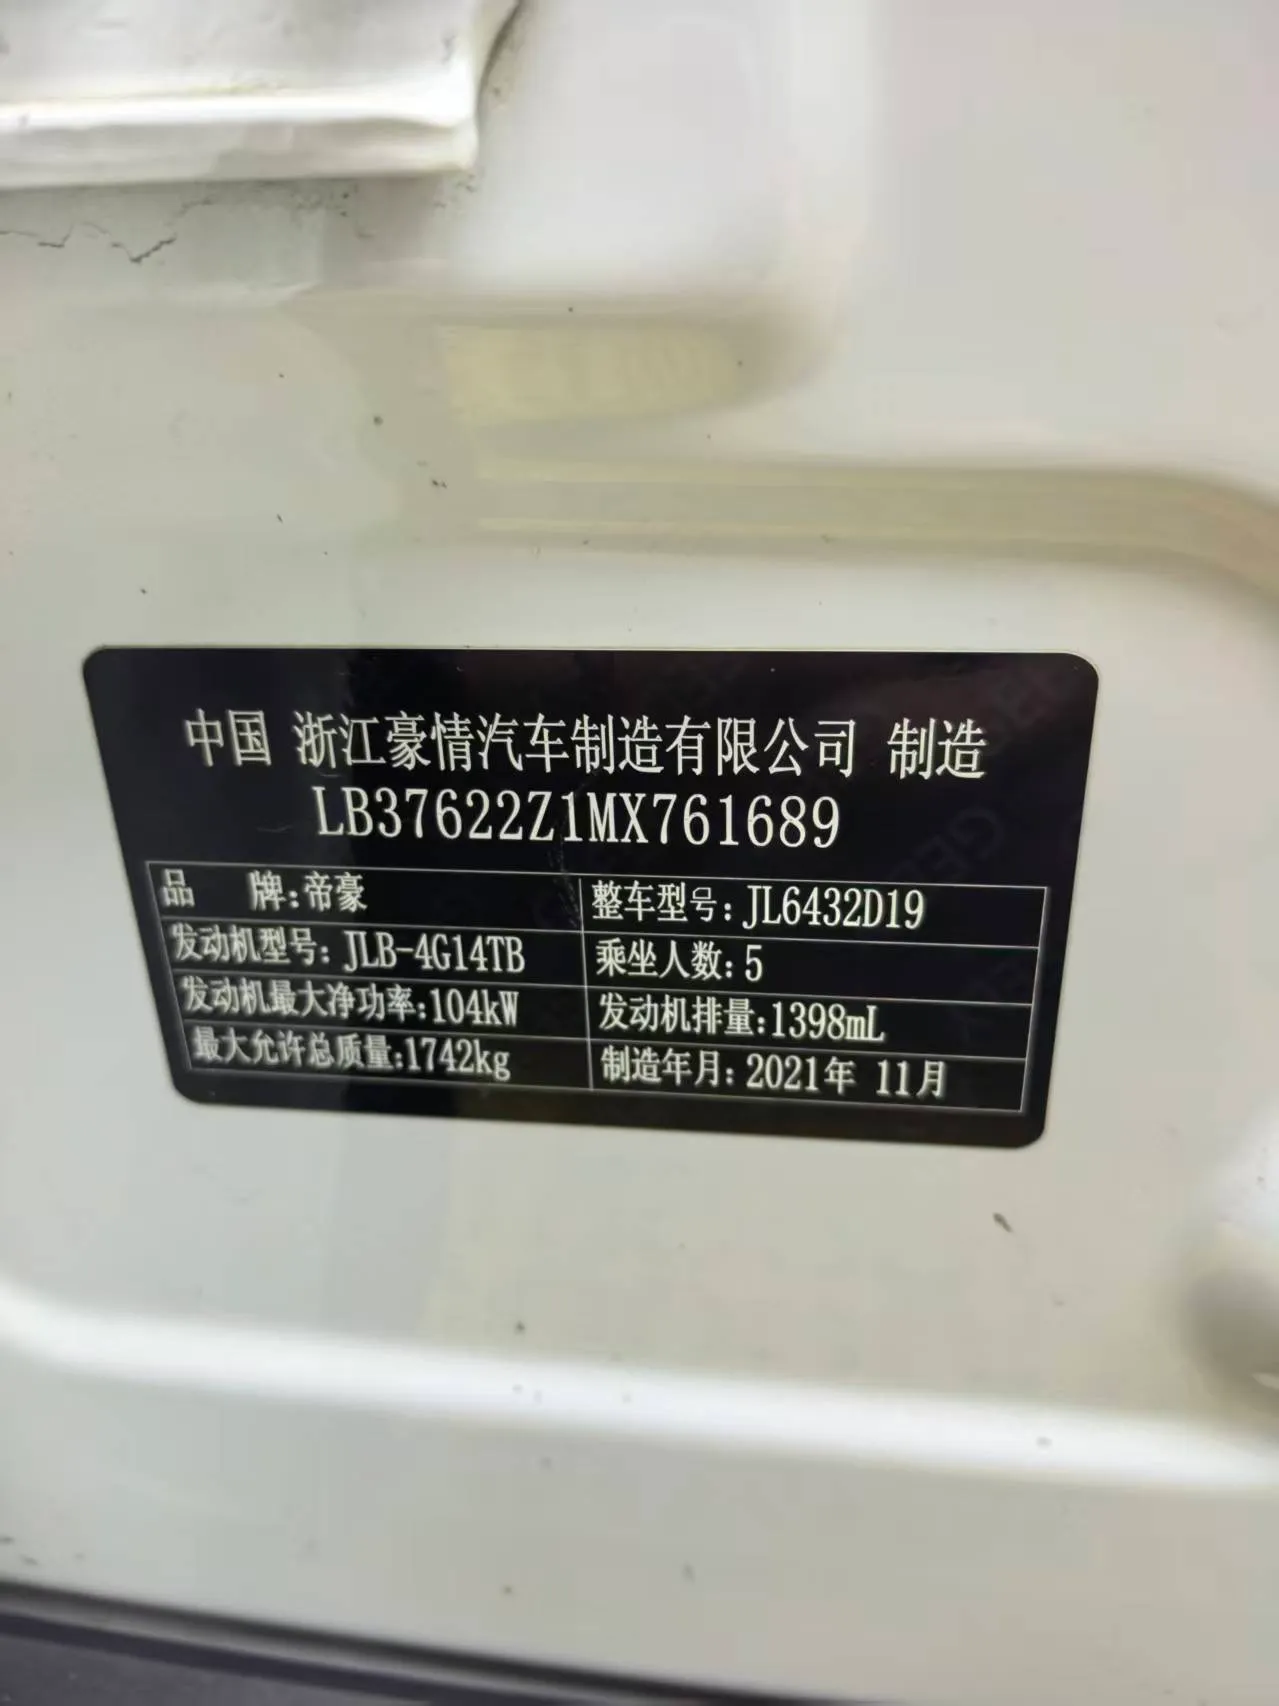 中国 浙江豪情汽车制造有限公司 制造
LB37622Z1MX761689
品 牌:帝豪 整车型号:JL6432D19
发动机型号:JLB-4G14TB 乘坐人数:5
发动机最大净功率:104kW 发动机排量:1398mL
最大允许总质量:1742kg 制造年月:2021年 11月